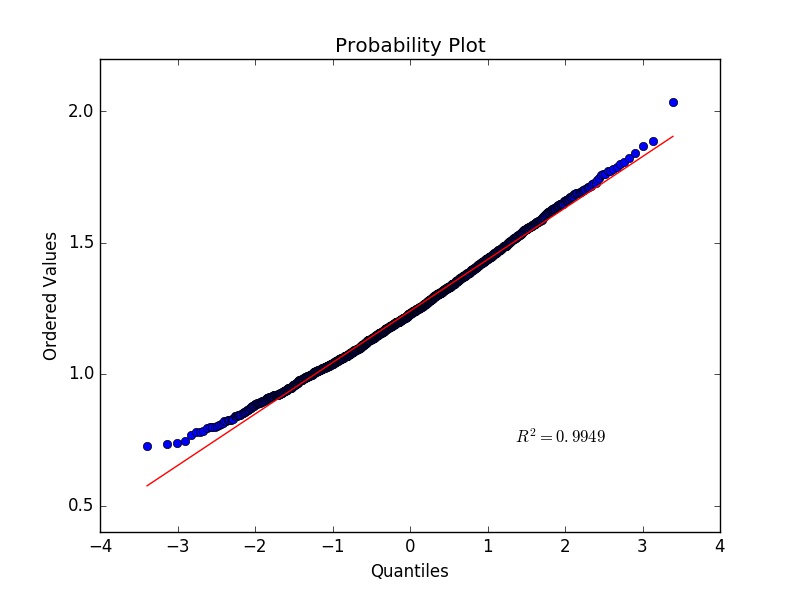 Probability Plot
2.0
1.5
1.0
0.5
Ordered Values
R² = 0.9949
−4 −3 −2 −1 0 1 2 3 4
Quantiles